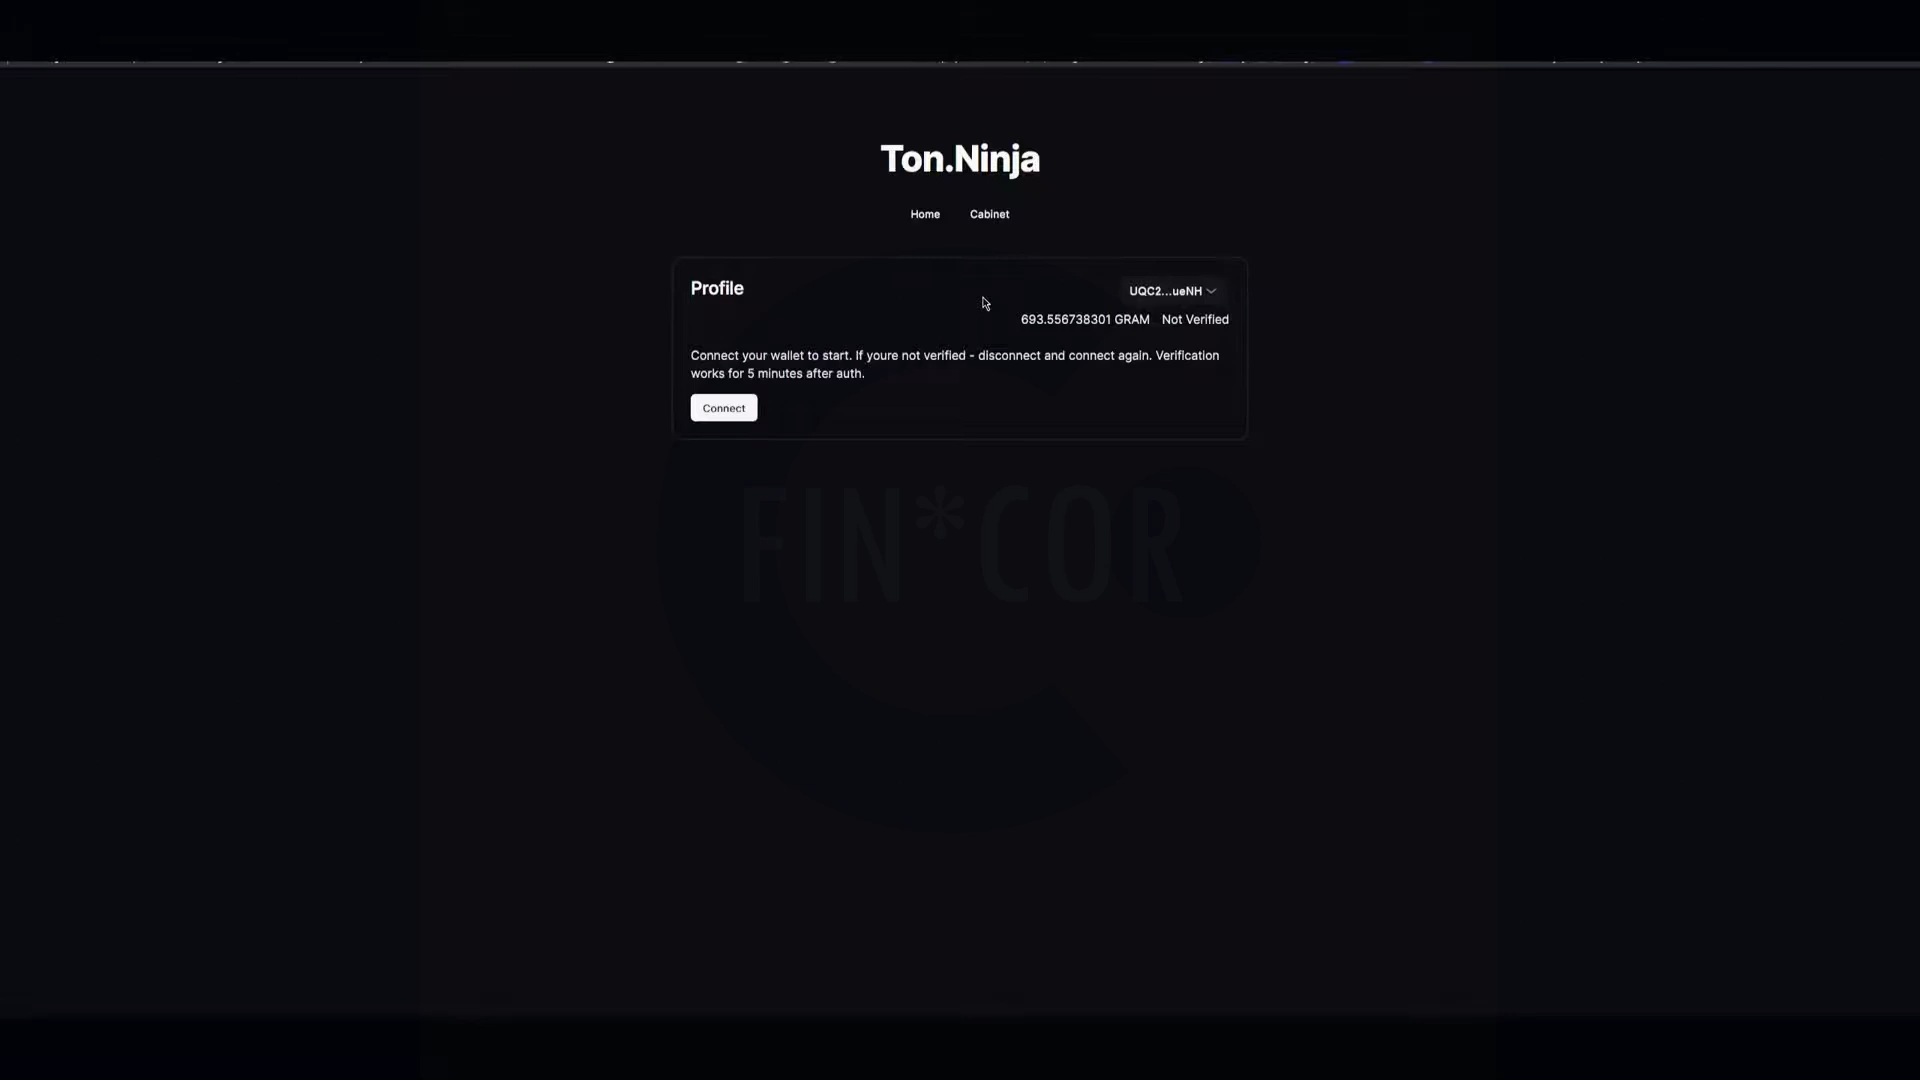 Ton.Ninja
Home Cabinet
Profile
UQC2...ueNH
693.556738301 GRAM Not Verified
Connect your wallet to start. If youre not verified - disconnect and connect again. Verification
works for 5 minutes after auth.
Connect
FIN*COR